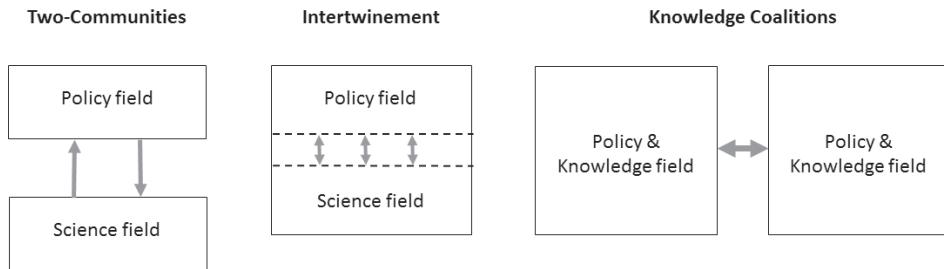 Two-Communities
Intertwinement
Knowledge Coalitions
Policy field
Science field
Policy field
Science field
Policy &
Knowledge field
Policy &
Knowledge field